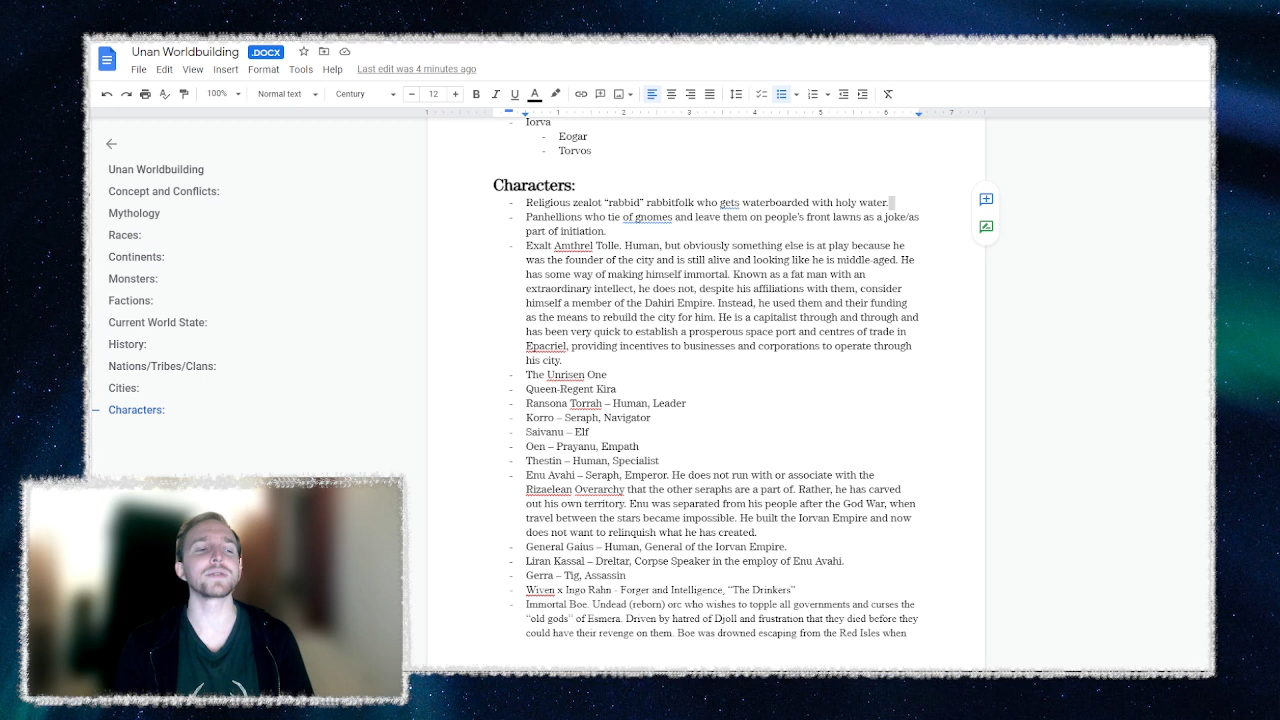 Unan Worldbuilding .DOCX
File Edit View Insert Format Tools Help Last edit was 4 minutes ago
100% Normal text Century 12 B I U A
1 1 2 3 4 5 6 7
Unan Worldbuilding
Concept and Conflicts:
Mythology
Races:
Continents:
Monsters:
Factions:
Current World State:
History:
Nations/Tribes/Clans:
Cities:
Characters:
- Iorva
- Eogar
- Torvos
Characters:
- Religious zealot “rabbid” rabbitfolk who gets waterboarded with holy water.
- Panhellions who tie of gnomes and leave them on people’s front lawns as a joke/as
part of initiation.
- Exalt Amthrel Tolle. Human, but obviously something else is at play because he
was the founder of the city and is still alive and looking like he is middle-aged. He
has some way of making himself immortal. Known as a fat man with an
extraordinary intellect, he does not, despite his affiliations with them, consider
himself a member of the Dahiri Empire. Instead, he used them and their funding
as the means to rebuild the city for him. He is a capitalist through and through and
has been very quick to establish a prosperous space port and centres of trade in
Epacriel, providing incentives to businesses and corporations to operate through
his city.
- The Unrisen One
- Queen-Regent Kira
- Ransona Torrah – Human, Leader
- Korro – Seraph, Navigator
- Saivanu – Elf
- Oen – Prayanu, Empath
- Thestin – Human, Specialist
- Enu Avahi – Seraph, Emperor. He does not run with or associate with the
Rizaelean Overarchy that the other seraphs are a part of. Rather, he has carved
out his own territory. Enu was separated from his people after the God War, when
travel between the stars became impossible. He built the Iorvan Empire and now
does not want to relinquish what he has created.
- General Gaius – Human, General of the Iorvan Empire.
- Liran Kassal – Dreltar, Corpse Speaker in the employ of Enu Avahi.
- Gerra – Tig, Assassin
- Wiven x Ingo Rahn - Forger and Intelligence, “The Drinkers”
- Immortal Boe. Undead (reborn) orc who wishes to topple all governments and curses the
“old gods” of Esmera. Driven by hatred of Djoll and frustration that they died before they
could have their revenge on them. Boe was drowned escaping from the Red Isles when